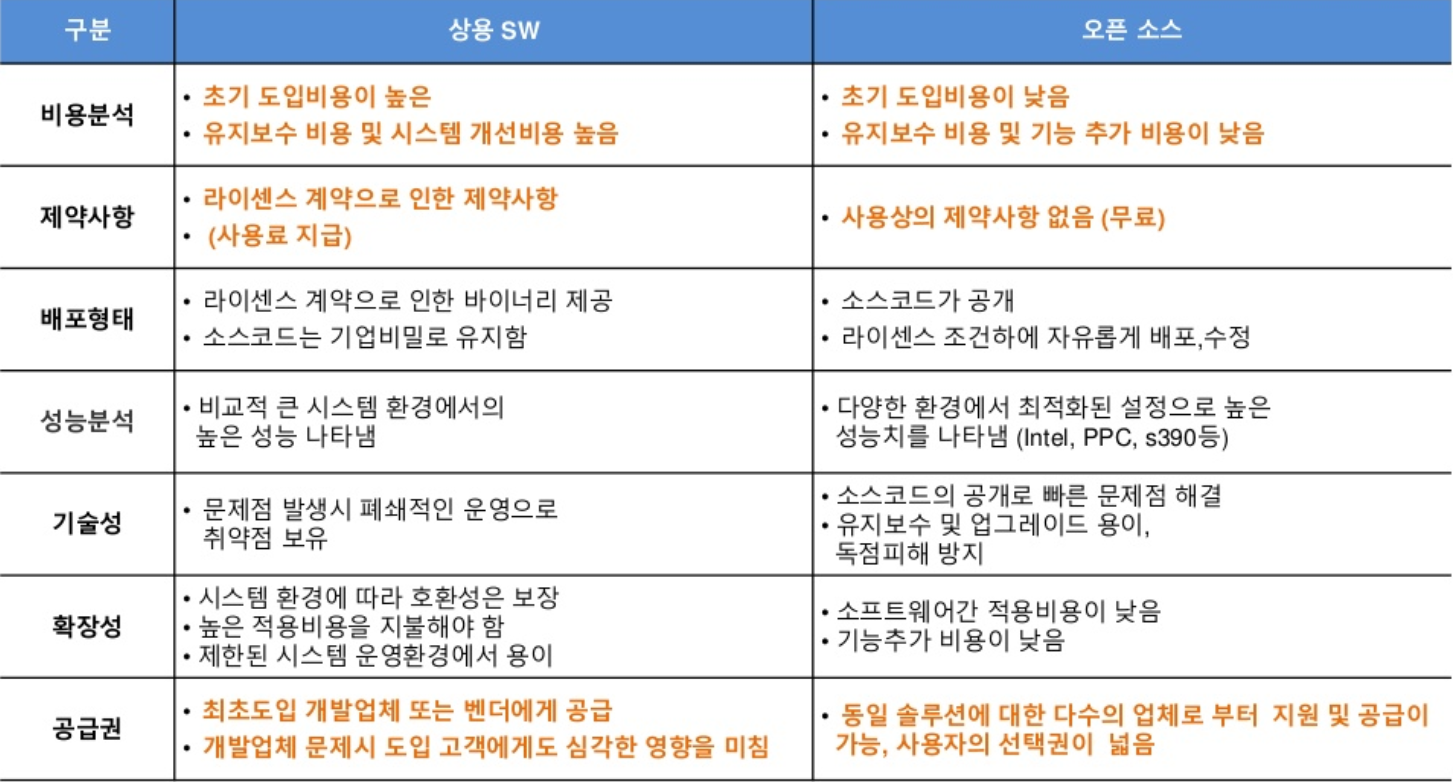 구분
상용 SW
오픈 소스
비용분석
• 초기 도입비용이 높은
• 유지보수 비용 및 시스템 개선비용 높음
• 초기 도입비용이 낮음
• 유지보수 비용 및 기능 추가 비용이 낮음
제약사항
• 라이센스 계약으로 인한 제약사항
• (사용료 지급)
• 사용상의 제약사항 없음 (무료)
배포형태
• 라이센스 계약으로 인한 바이너리 제공
• 소스코드는 기업비밀로 유지함
• 소스코드가 공개
• 라이센스 조건하에 자유롭게 배포,수정
성능분석
• 비교적 큰 시스템 환경에서의
높은 성능 나타냄
• 다양한 환경에서 최적화된 설정으로 높은
성능치를 나타냄 (Intel, PPC, s390등)
기술성
• 문제점 발생시 폐쇄적인 운영으로
취약점 보유
• 소스코드의 공개로 빠른 문제점 해결
• 유지보수 및 업그레이드 용이,
독점피해 방지
확장성
• 시스템 환경에 따라 호환성은 보장
• 높은 적용비용을 지불해야 함
• 제한된 시스템 운영환경에서 용이
• 소프트웨어간 적용비용이 낮음
• 기능추가 비용이 낮음
공급권
• 최초도입 개발업체 또는 벤더에게 공급
• 개발업체 문제시 도입 고객에게도 심각한 영향을 미침
• 동일 솔루션에 대한 다수의 업체로 부터 지원 및 공급이
가능, 사용자의 선택권이 넓음